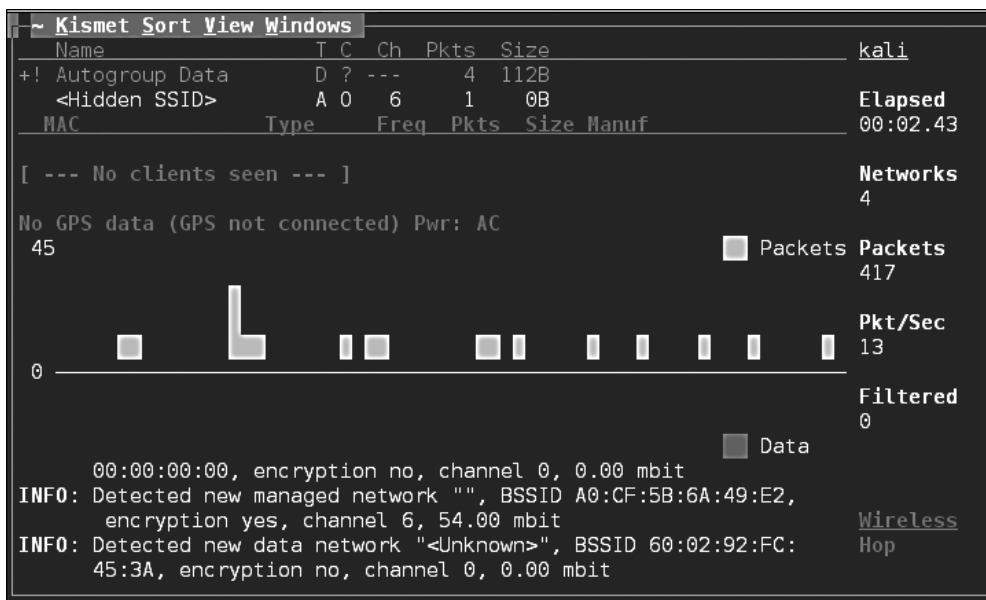 ~ Kismet Sort View Windows
Name T C Ch Pkts Size
+! Autogroup Data D ? --- 4 112B
<Hidden SSID> A O 6 1 0B
MAC Type Freq Pkts Size Manuf
[ --- No clients seen --- ]
No GPS data (GPS not connected) Pwr: AC
45
Packets
0
Data
00:00:00:00, encryption no, channel 0, 0.00 mbit
INFO: Detected new managed network "", BSSID A0:CF:5B:6A:49:E2,
encryption yes, channel 6, 54.00 mbit
INFO: Detected new data network "<Unknown>", BSSID 60:02:92:FC:
45:3A, encryption no, channel 0, 0.00 mbit
kali
Elapsed
00:02.43
Networks
4
Packets
417
Pkt/Sec
13
Filtered
0
Wireless
Hop